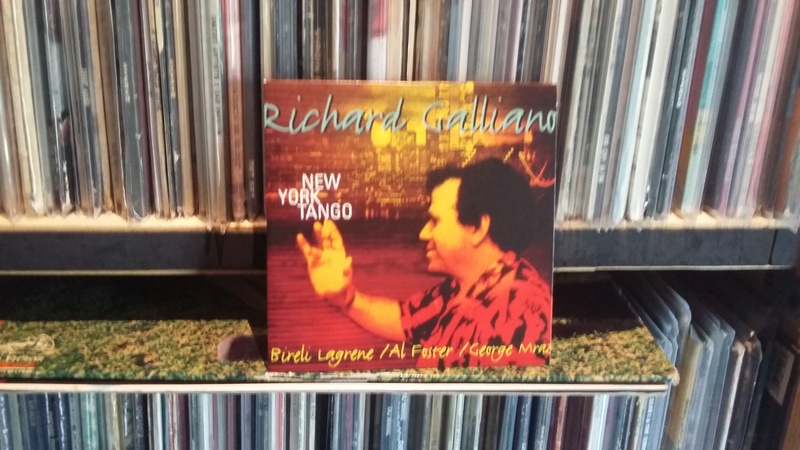 Richard Galliano
NEW
YORK
TANGO
Bireli Lagrene / Al Foster / George Mraz